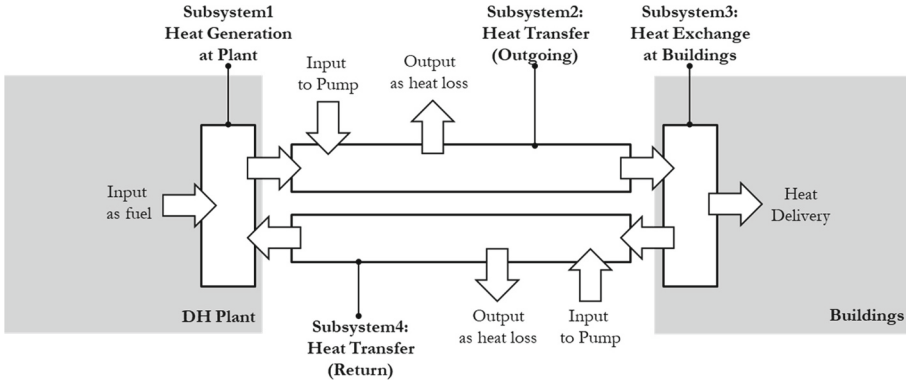 Subsystem1
Heat Generation
at Plant
Subsystem2:
Heat Transfer
(Outgoing)
Subsystem3:
Heat Exchange
at Buildings
Input
to Pump
Output
as heat loss
Input
as fuel
Heat
Delivery
DH Plant
Buildings
Subsystem4:
Heat Transfer
(Return)
Output
as heat loss
Input
to Pump